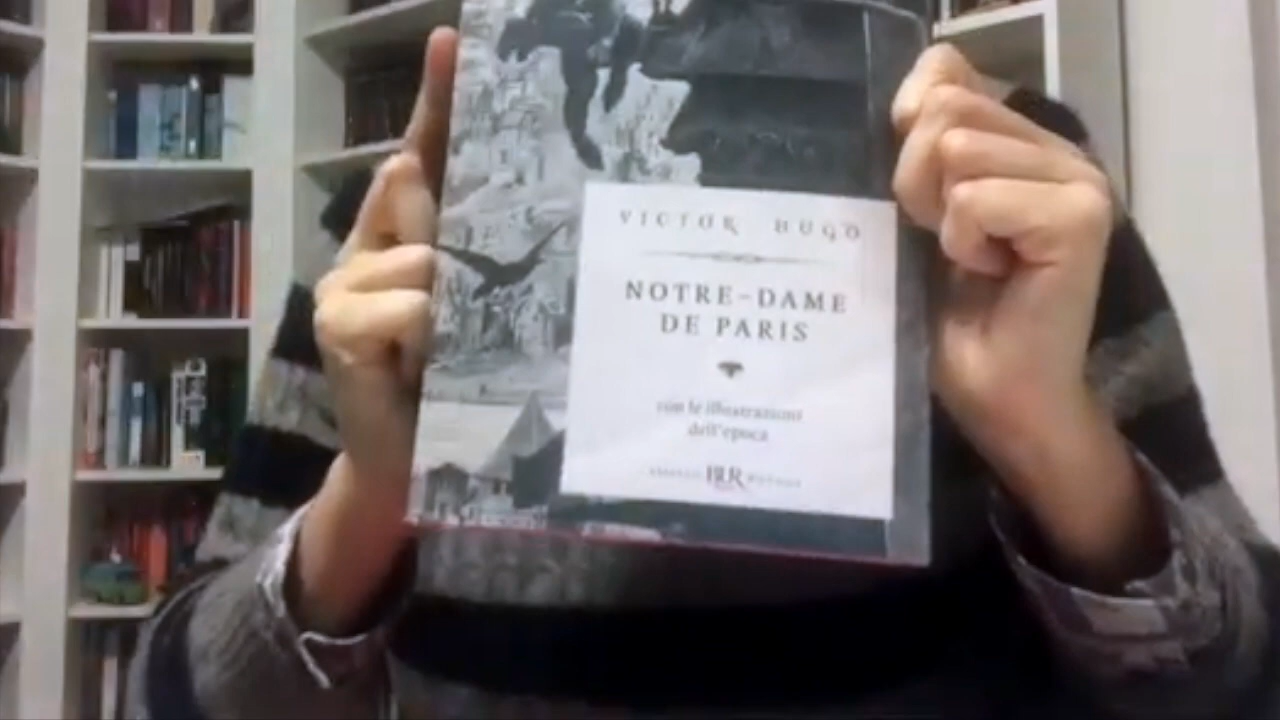 VICTOR HUGO
NOTRE-DAME
DE PARIS
con le illustrazioni
dell'epoca
BUR